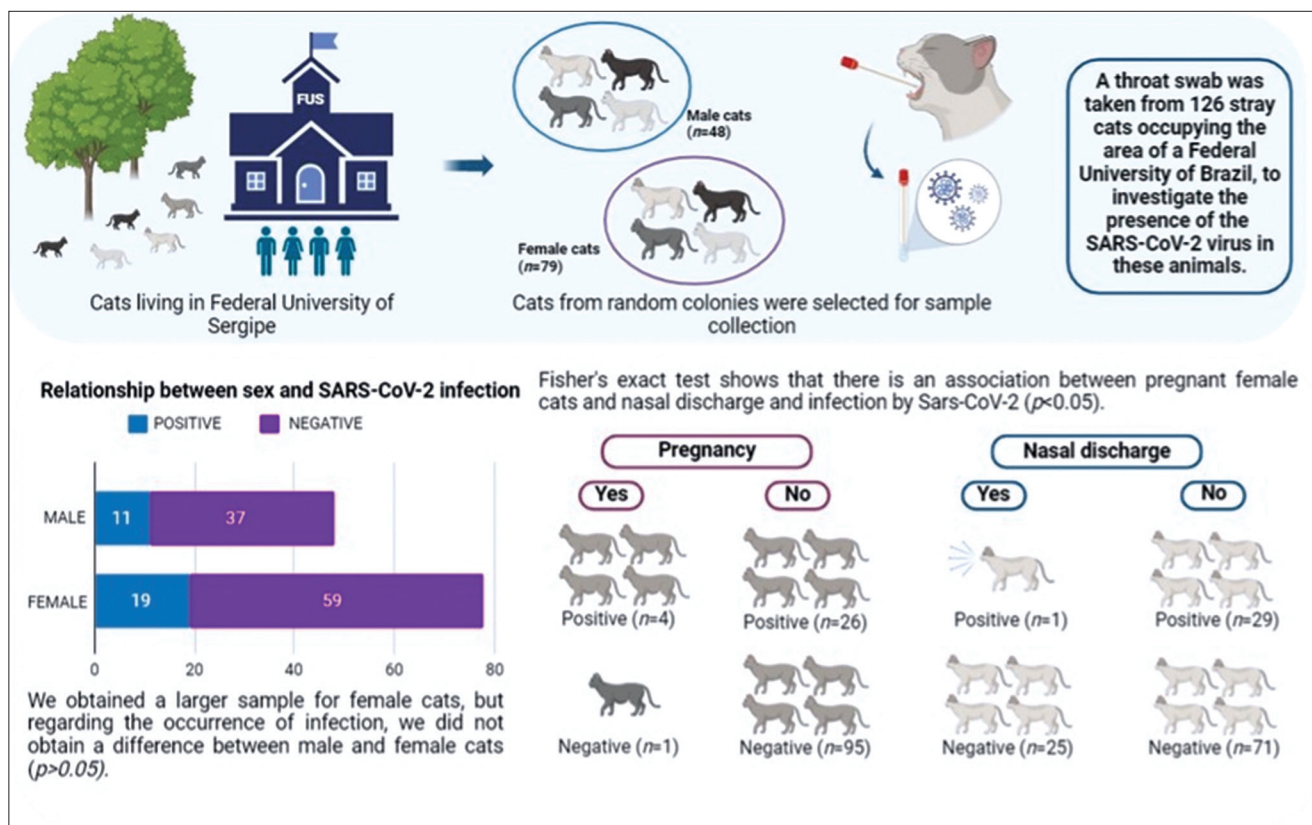 FUS
Cats living in Federal University of
Sergipe
Male cats
(n=48)
Female cats
(n=79)
Cats from random colonies were selected for sample
collection
A throat swab was
taken from 126 stray
cats occupying the
area of a Federal
University of Brazil, to
investigate the
presence of the
SARS-CoV-2 virus in
these animals.
Relationship between sex and SARS-CoV-2 infection
POSITIVE
NEGATIVE
MALE
11
37
FEMALE
19
59
0
20
40
60
80
We obtained a larger sample for female cats, but
regarding the occurrence of infection, we did not
obtain a difference between male and female cats
(p>0.05).
Fisher's exact test shows that there is an association between pregnant female
cats and nasal discharge and infection by Sars-CoV-2 (p<0.05).
Pregnancy
Yes
No
Positive (n=4)
Positive (n=26)
Negative (n=1)
Negative (n=95)
Nasal discharge
Yes
No
Positive (n=1)
Positive (n=29)
Negative (n=25)
Negative (n=71)